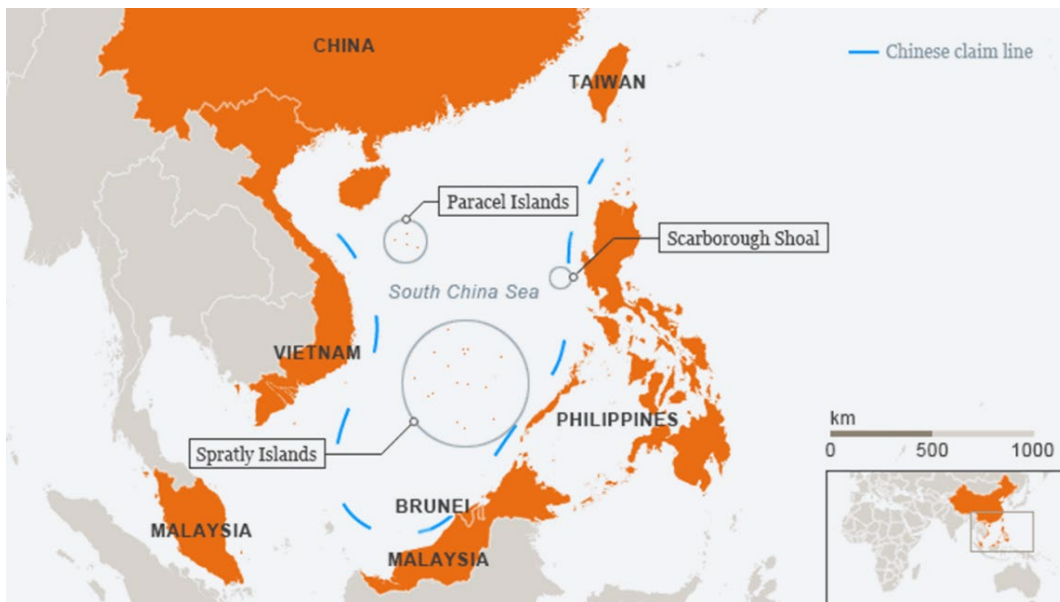 CHINA
Chinese claim line
TAIWAN
Paracel Islands
Scarborough Shoal
South China Sea
VIETNAM
PHILIPPINES
km
0 500 1000
Spratly Islands
BRUNEI
MALAYSIA
MALAYSIA